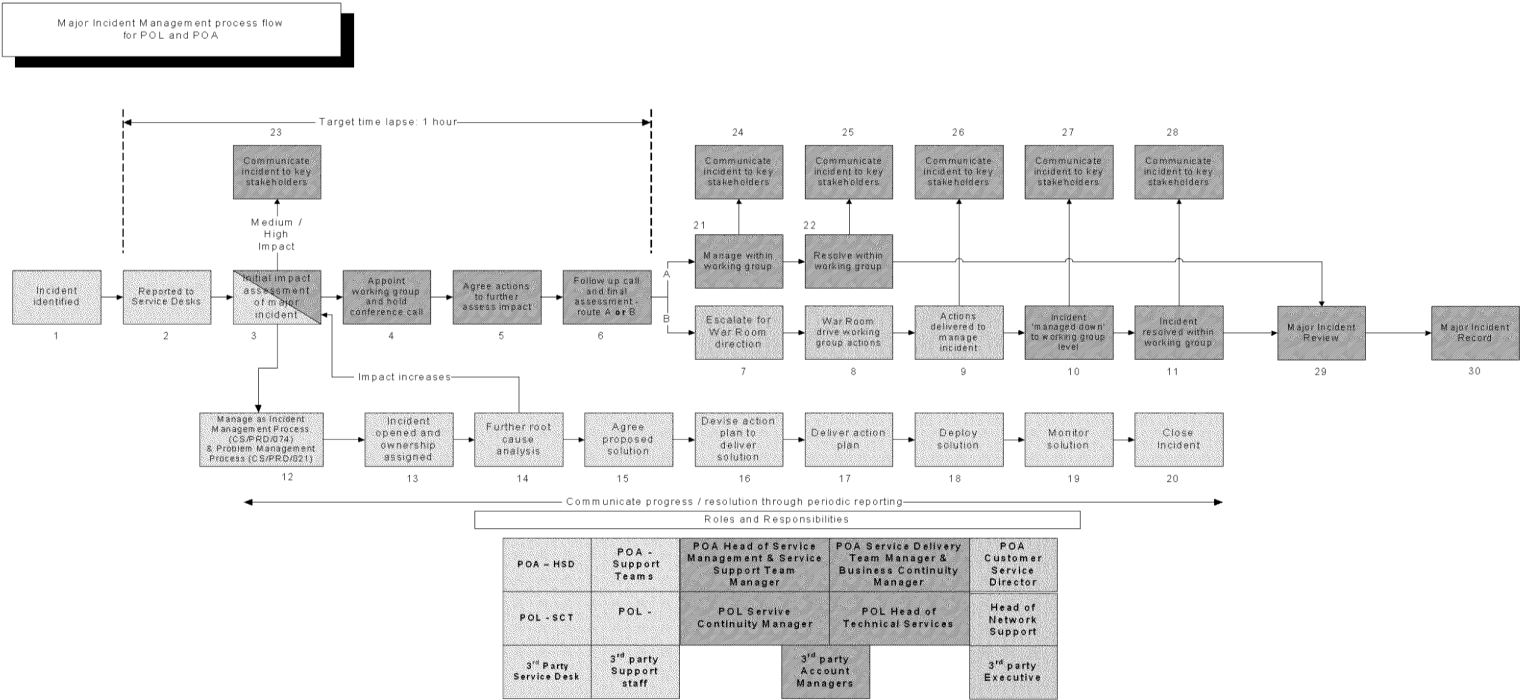 Major Incident Management process flow
for POL and POA
Target time lapse: 1 hour
23
Communicate
incident to key
stakeholders
24
Communicate
incident to key
stakeholders
25
Communicate
incident to key
stakeholders
26
Communicate
incident to key
stakeholders
27
Communicate
incident to key
stakeholders
28
Communicate
incident to key
stakeholders
Medium /
High
Impact
21
Manage within
working group
22
Resolve within
working group
A
B
Incident
identified
1
Reported to
Service Desks
2
Initial impact
assessment
of major
incident
3
Appoint
working group
and hold
conference call
4
Agree actions
to further
assess impact
5
Follow up call
and final
assessment -
route A or B
6
Escalate for
War Room
direction
7
War Room
drive working
group actions
8
Actions
delivered to
manage
incident
9
Incident
'managed down'
to working group
level
10
Incident
resolved within
working group
11
Major Incident
Review
29
Major Incident
Record
30
Impact increases
Manage as Incident
Management Process
(CS/PRD/074)
& Problem Management
Process (CS/PRD/021)
12
Incident
opened and
ownership
assigned
13
Further root
cause
analysis
14
Agree
proposed
solution
15
Devise action
plan to
deliver
solution
16
Deliver action
plan
17
Deploy
solution
18
Monitor
solution
19
Close
Incident
20
Communicate progress / resolution through periodic reporting
Roles and Responsibilities
POA – HSD
POA -
Support
Teams
POA Head of Service
Management & Service
Support Team
Manager
POA Service Delivery
Team Manager &
Business Continuity
Manager
POA
Customer
Service
Director
POL - SCT
POL -
POL Servive
Continuity Manager
POL Head of
Technical Services
Head of
Network
Support
3rd Party
Service Desk
3rd party
Support
staff
3rd party
Account
Managers
3rd party
Executive